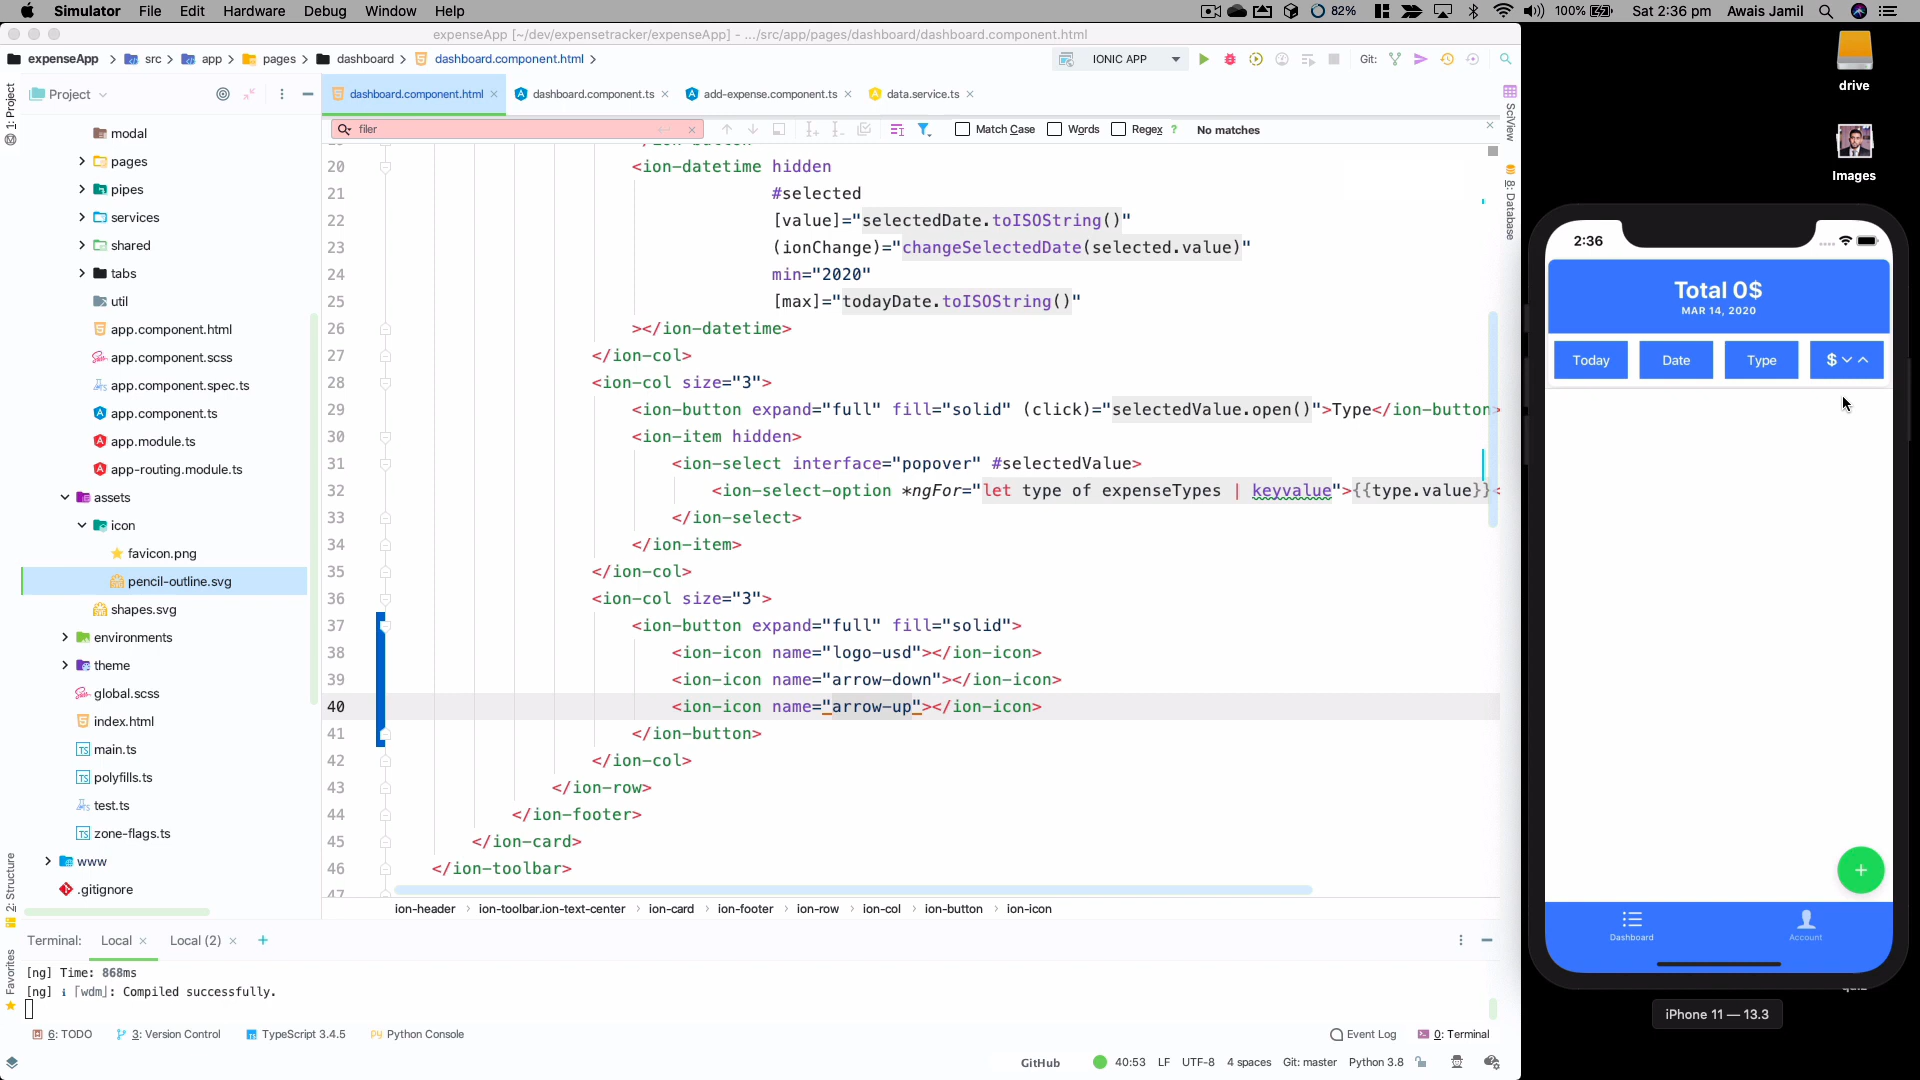 Simulator File Edit Hardware Debug Window Help
82% 100% Sat 2:36 pm Awais Jamil
expenseApp [~/dev/expensetracker/expenseApp] - .../src/app/pages/dashboard/dashboard.component.html
expenseApp src app pages dashboard dashboard.component.html IONIC APP Git:
1: Project
Project
dashboard.component.html dashboard.component.ts add-expense.component.ts data.service.ts
filer Match Case Words Regex ? No matches
SciView
8: Database
modal
pages
pipes
services
shared
tabs
util
app.component.html
app.component.scss
app.component.spec.ts
app.component.ts
app.module.ts
app-routing.module.ts
assets
icon
favicon.png
pencil-outline.svg
shapes.svg
environments
theme
global.scss
index.html
main.ts
polyfills.ts
test.ts
zone-flags.ts
www
.gitignore
20 <ion-datetime hidden
21 #selected
22 [value]="selectedDate.toISOString()"
23 (ionChange)="changeSelectedDate(selected.value)"
24 min="2020"
25 [max]="todayDate.toISOString()"
26 ></ion-datetime>
27 </ion-col>
28 <ion-col size="3">
29 <ion-button expand="full" fill="solid" (click)="selectedValue.open()">Type</ion-button>
30 <ion-item hidden>
31 <ion-select interface="popover" #selectedValue>
32 <ion-select-option *ngFor="let type of expenseTypes | keyvalue">{{type.value}}<
33 </ion-select>
34 </ion-item>
35 </ion-col>
36 <ion-col size="3">
37 <ion-button expand="full" fill="solid">
38 <ion-icon name="logo-usd"></ion-icon>
39 <ion-icon name="arrow-down"></ion-icon>
40 <ion-icon name="arrow-up"></ion-icon>
41 </ion-button>
42 </ion-col>
43 </ion-row>
44 </ion-footer>
45 </ion-card>
46 </ion-toolbar>
47
ion-header ion-toolbar.ion-text-center ion-card ion-footer ion-row ion-col ion-button ion-icon
2: Structure
Favorites
Terminal: Local Local (2) +
[ng] Time: 868ms
[ng] ℹ ｢wdm｣: Compiled successfully.
6: TODO 3: Version Control TypeScript 3.4.5 Python Console Event Log 0: Terminal
GitHub 40:53 LF UTF-8 4 spaces Git: master Python 3.8
drive
Images
2:36
Total 0$
MAR 14, 2020
Today Date Type $
+
Dashboard Account
iPhone 11 — 13.3